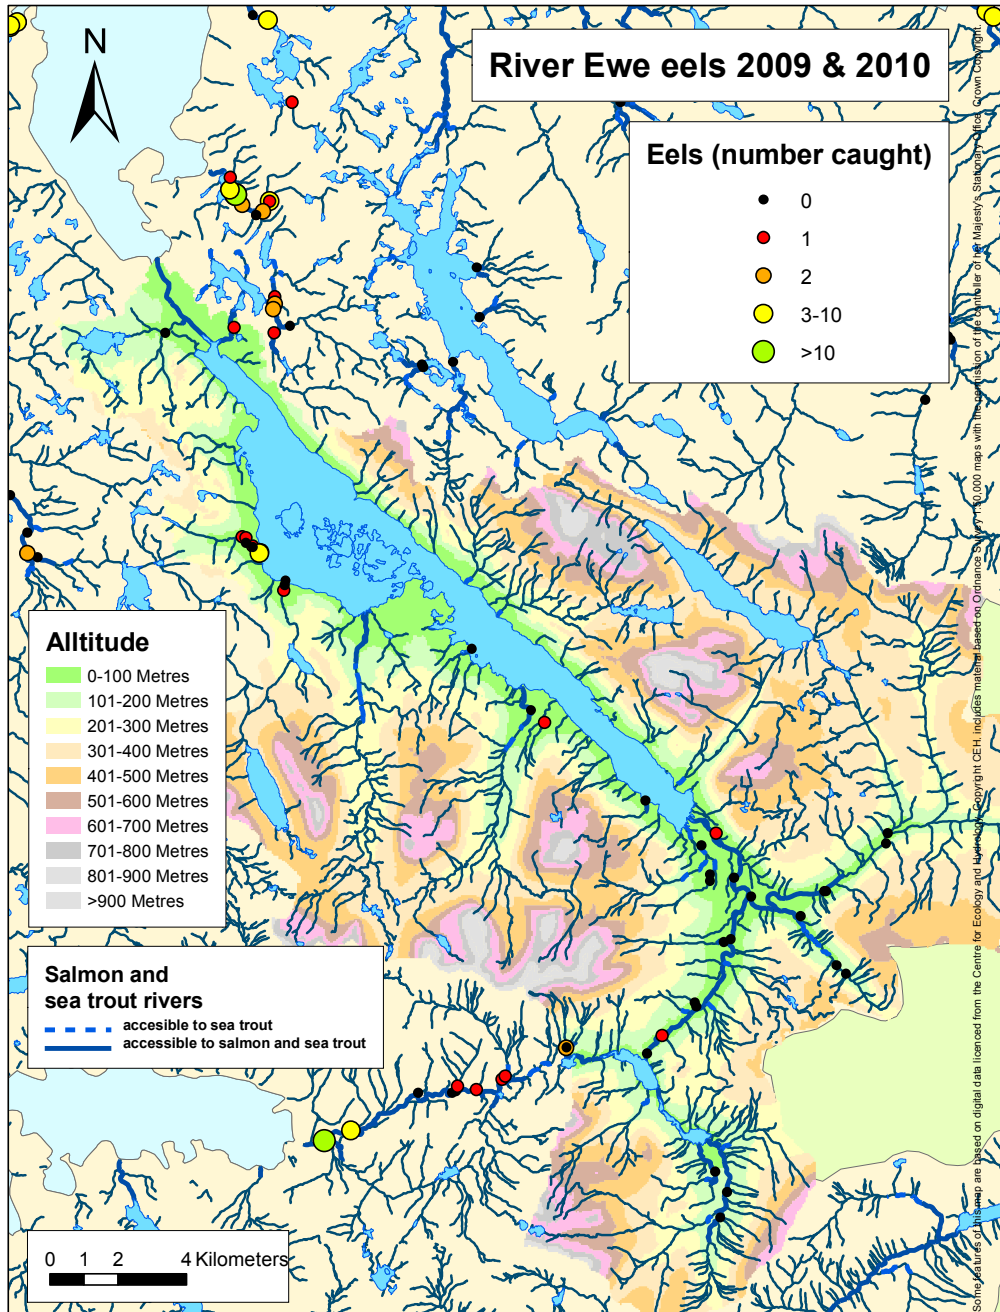 N
River Ewe eels 2009 & 2010
Eels (number caught)
0
1
2
3-10
>10
Alltitude
0-100 Metres
101-200 Metres
201-300 Metres
301-400 Metres
401-500 Metres
501-600 Metres
601-700 Metres
701-800 Metres
801-900 Metres
>900 Metres
Salmon and
sea trout rivers
accesible to sea trout
accessible to salmon and sea trout
0 1 2 4 Kilometers
Some features of this map are based on digital data licenced from the Centre for Ecology and Hydrology, Copyright CEH. includes material based on Ordnance Survey 1:50,000 maps with the permission of the controller of her Majesty's Stationary Office, Crown Copyright.